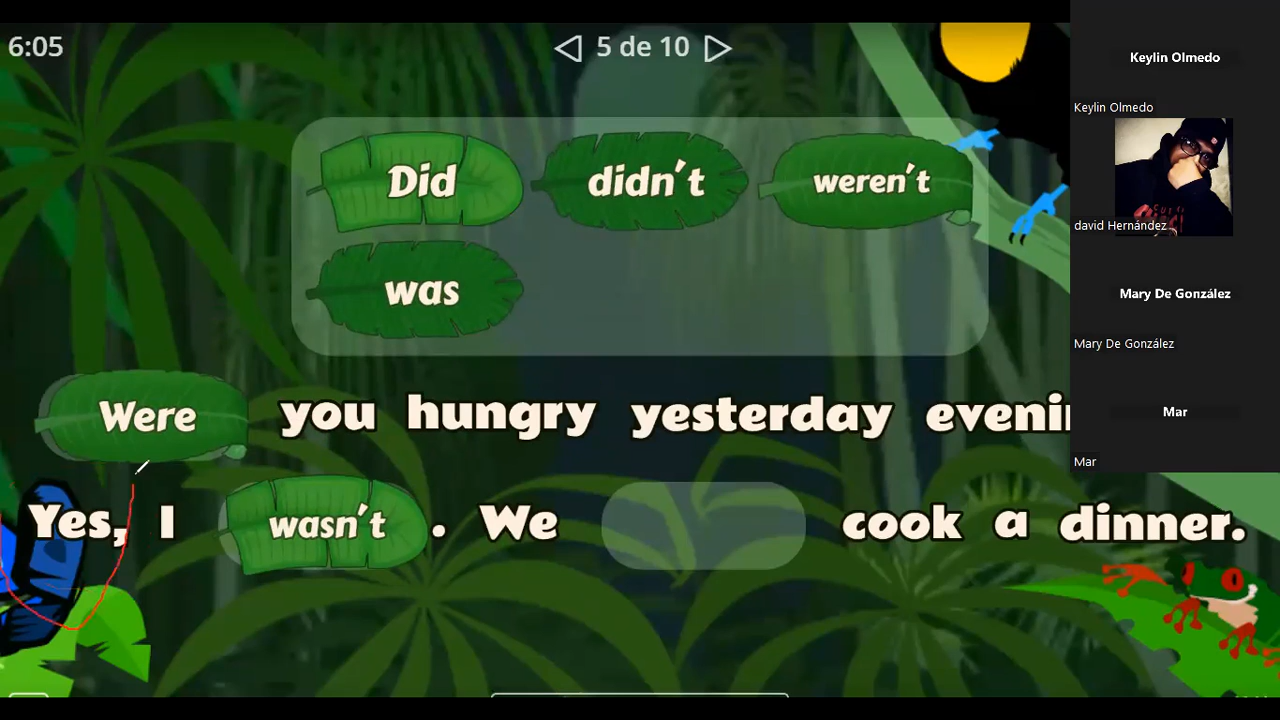 6:05
5 de 10
Did didn't weren't
was
Were you hungry yesterday
Yes, I wasn't . We cook a dinner.
Keylin Olmedo
Keylin Olmedo
david Hernández
Mary De González
Mary De González
Mar
Mar